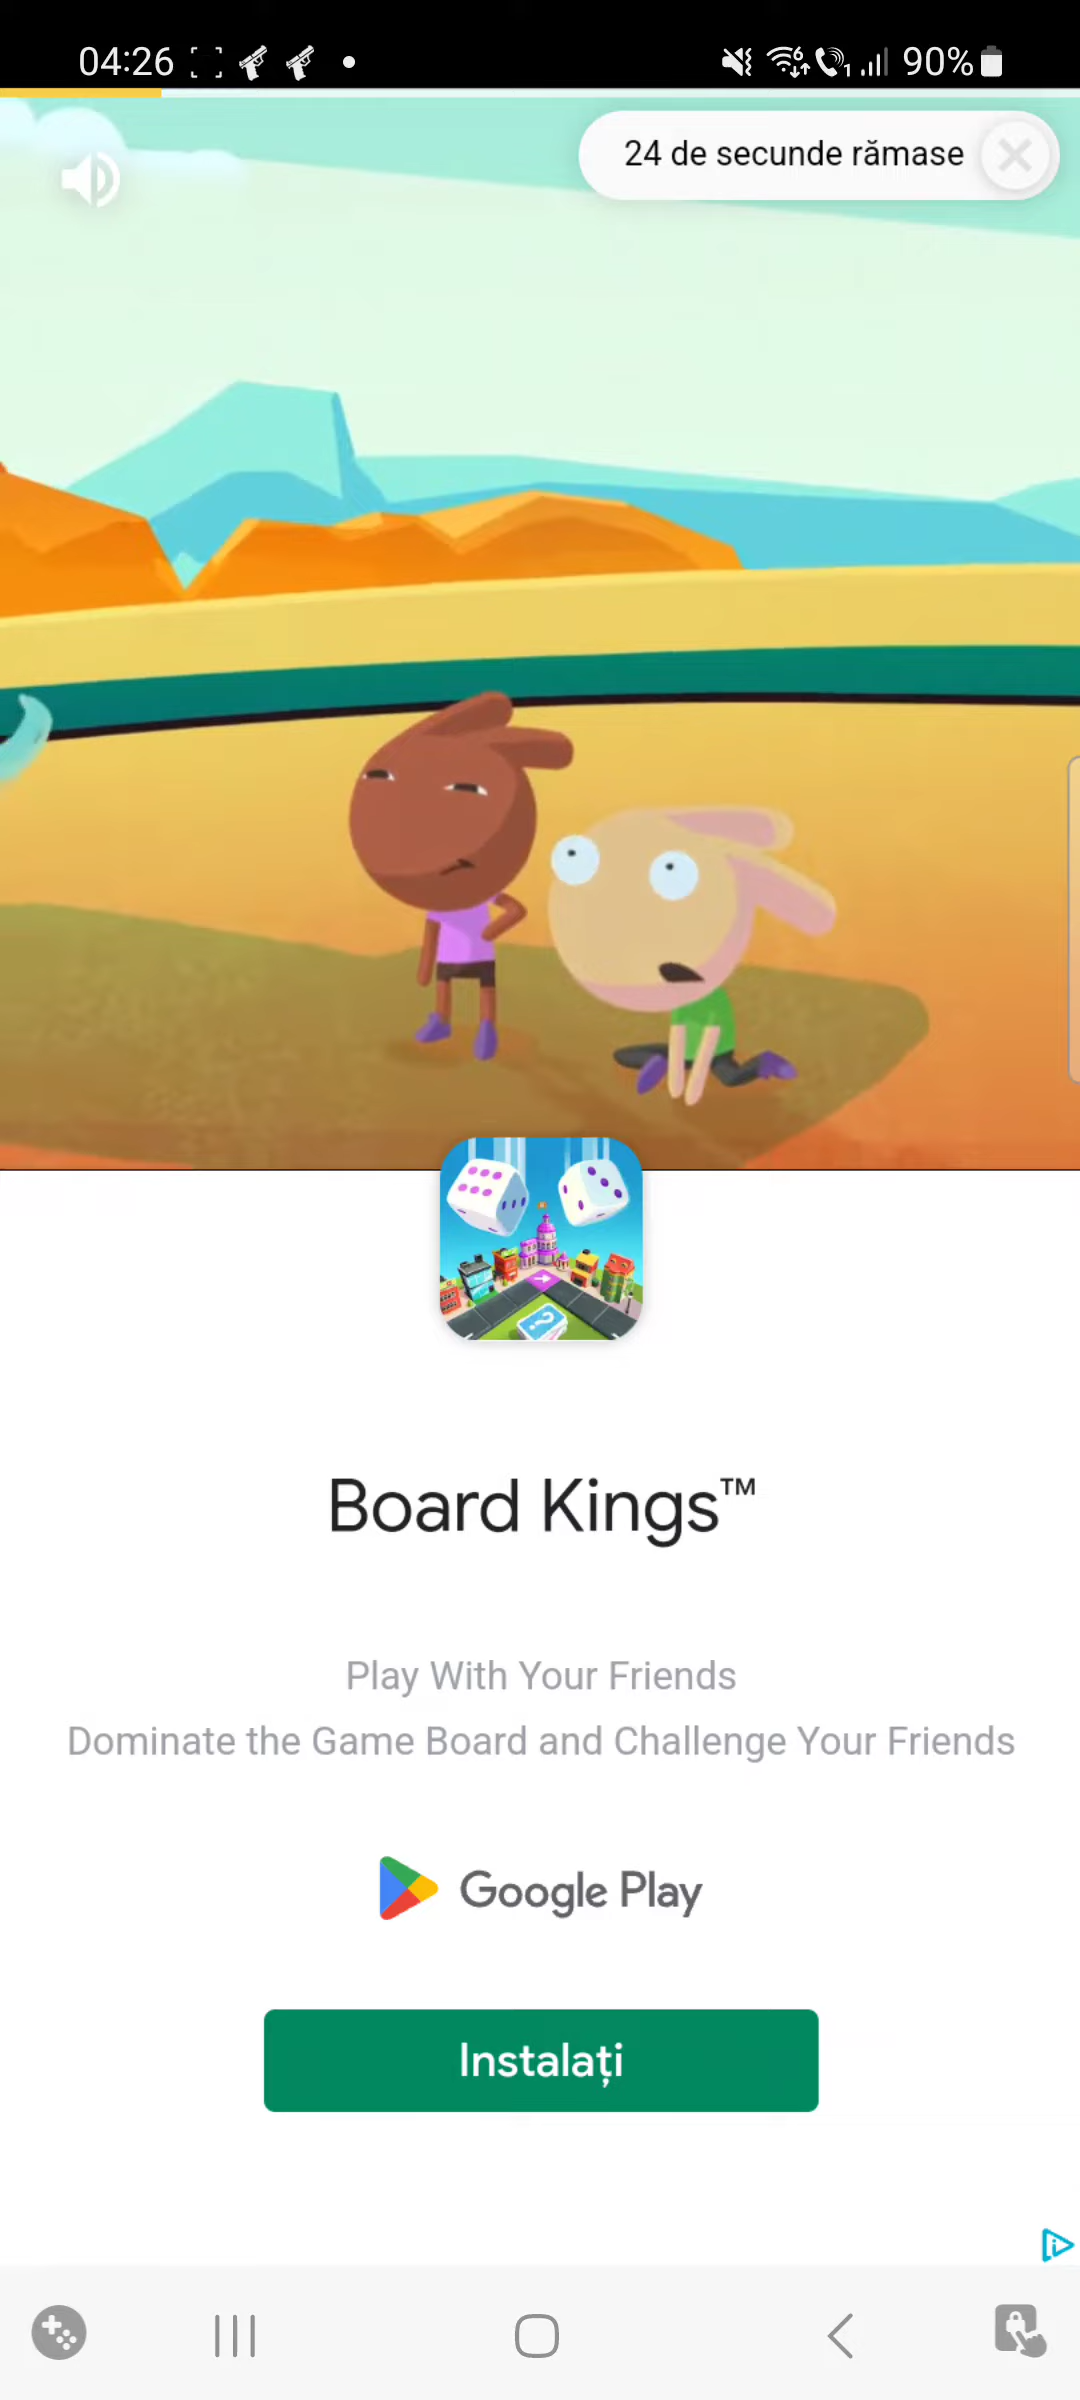 04:26
90%
24 de secunde rămase
Board Kings™
Play With Your Friends
Dominate the Game Board and Challenge Your Friends
Google Play
Instalați